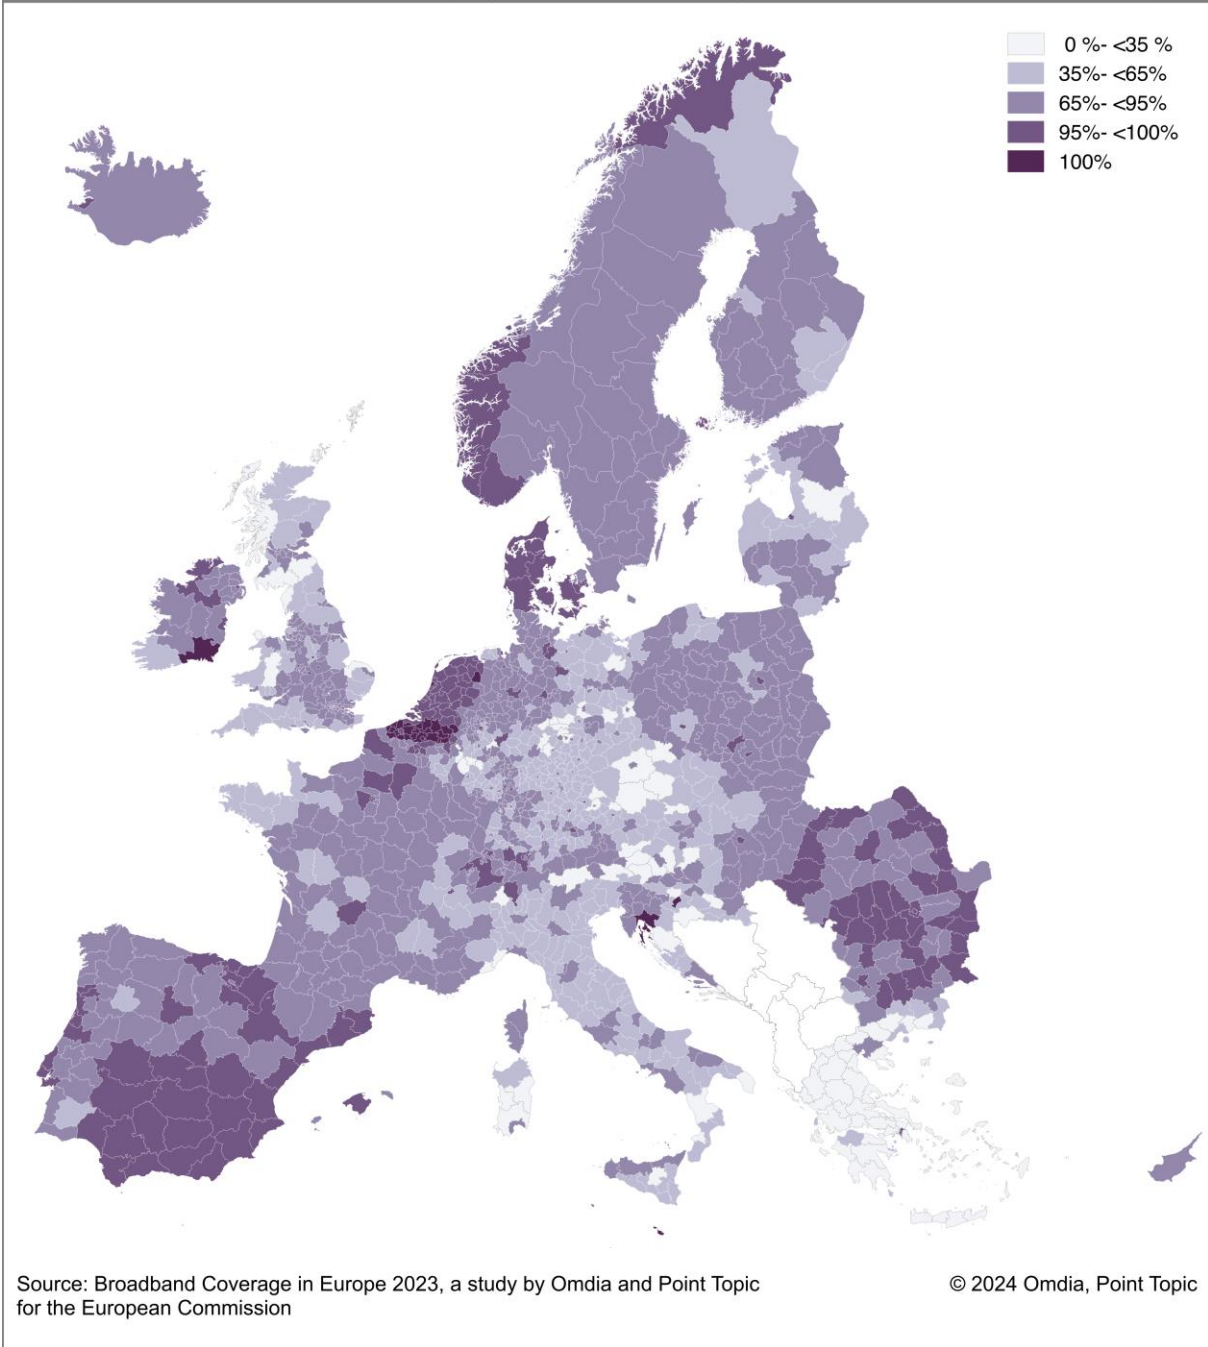 0 %- <35 %
35%- <65%
65%- <95%
95%- <100%
100%
Source: Broadband Coverage in Europe 2023, a study by Omdia and Point Topic
for the European Commission
© 2024 Omdia, Point Topic